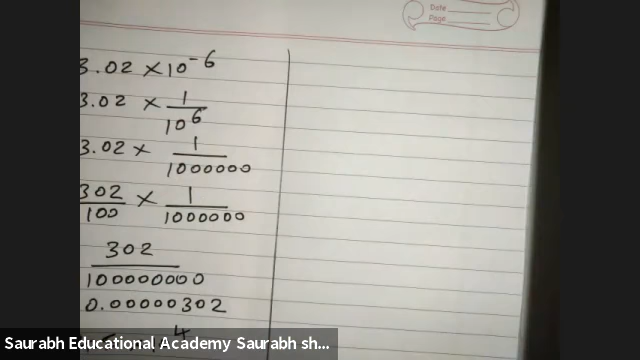 Date
Page
3.02 × 10⁻⁶
3.02 × 1/10⁶
3.02 × 1/1000000
302/100 × 1/1000000
302/100000000
0.00000302
4
Saurabh Educational Academy Saurabh sh...